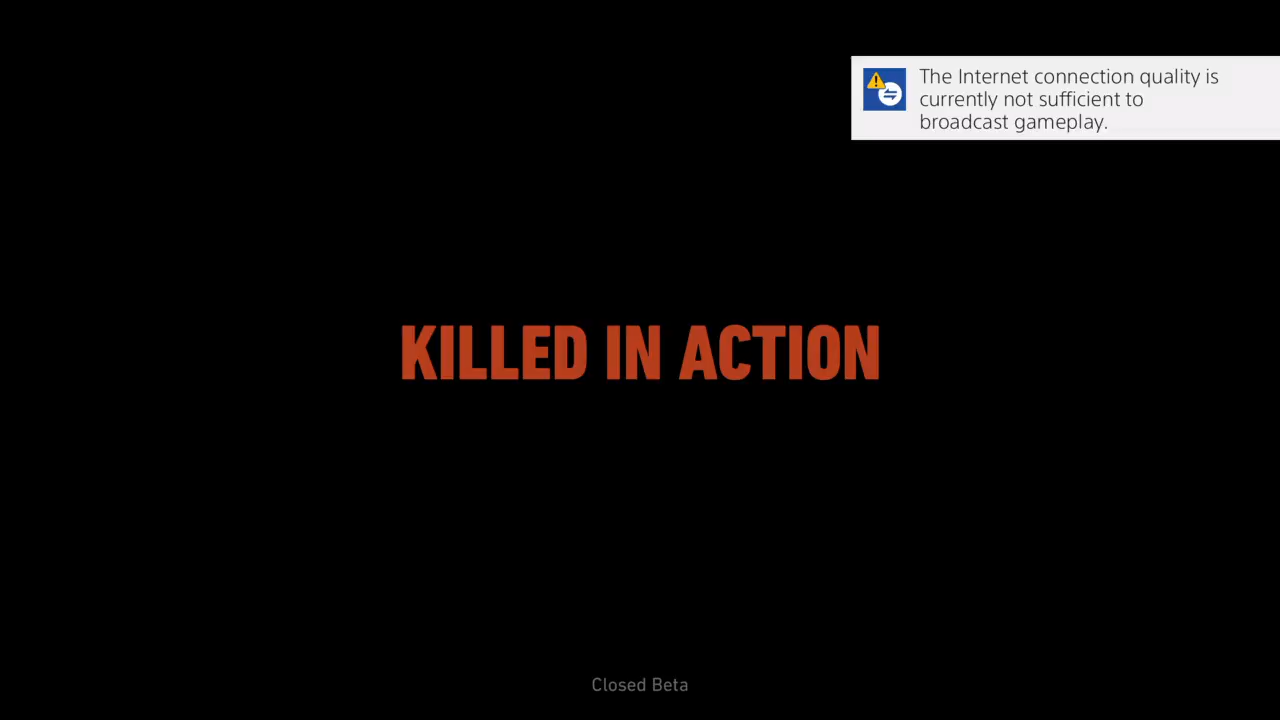 The Internet connection quality is
currently not sufficient to
broadcast gameplay.
KILLED IN ACTION
Closed Beta